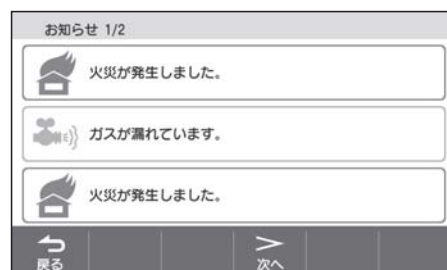 お知らせ 1/2
火災が発生しました。
ガスが漏れています。
火災が発生しました。
戻る
次へ